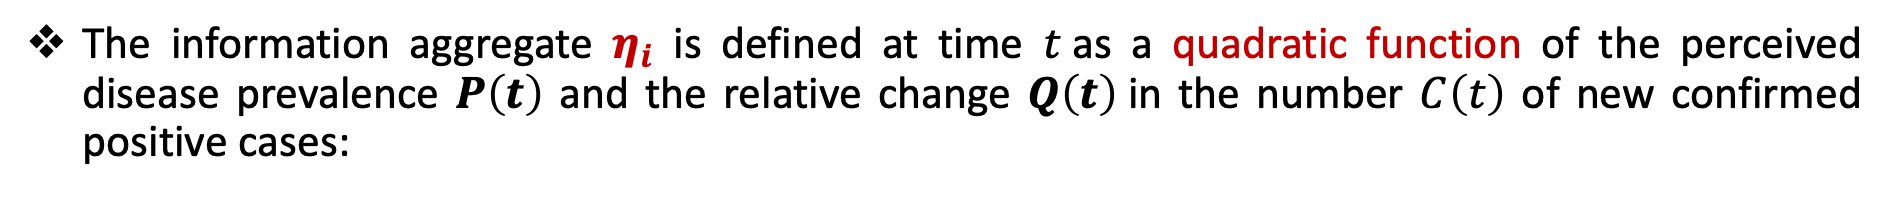 ❖ The information aggregate ηᵢ is defined at time t as a quadratic function of the perceived
disease prevalence P(t) and the relative change Q(t) in the number C(t) of new confirmed
positive cases: